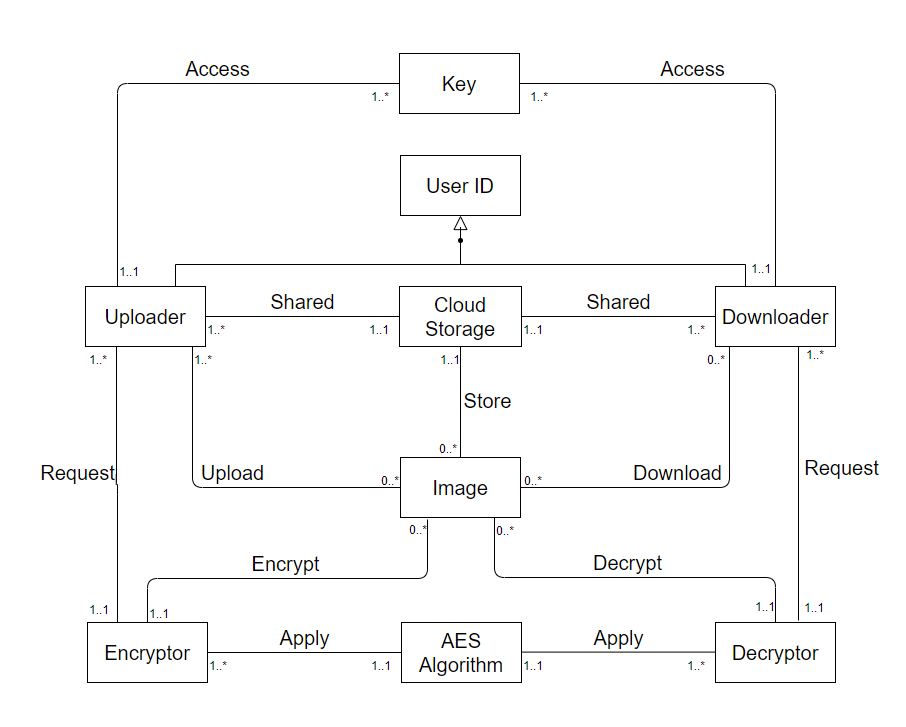 Access
Access
Key
1..*
1..*
User ID
1..1
1..1
Uploader
Shared
Cloud
Storage
Shared
Downloader
1..*
1..1
1..1
1..*
1..*
1..*
1..1
0..*
1..*
Store
0..*
Request
Upload
0..*
Image
0..*
Download
Request
0..*
0..*
Encrypt
Decrypt
1..1
1..1
1..1
1..1
Encryptor
Apply
AES
Algorithm
Apply
Decryptor
1..*
1..1
1..1
1..*